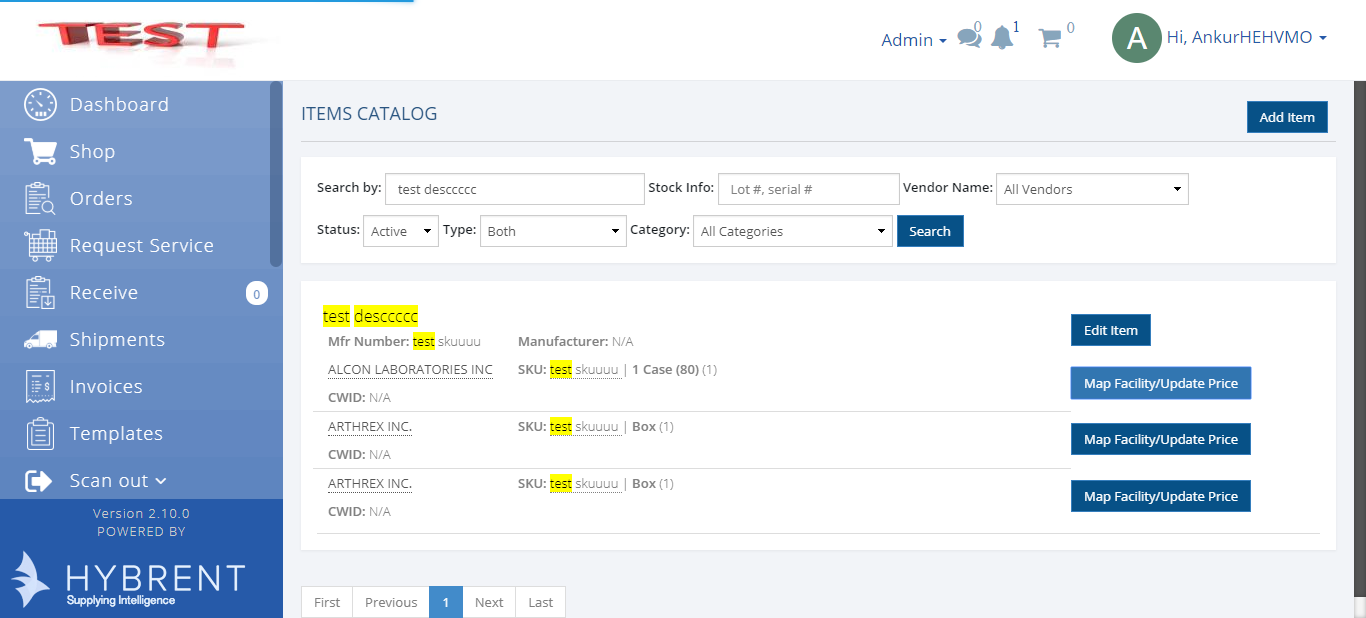 TEST
Admin
0
1
0
A
Hi, AnkurHEHVMO
Dashboard
Shop
Orders
Request Service
Receive
0
Shipments
Invoices
Templates
Scan out
Version 2.10.0
POWERED BY
HYBRENT
Supplying Intelligence
ITEMS CATALOG
Add Item
Search by: test desccccc Stock Info: Lot #, serial # Vendor Name: All Vendors
Status: Active Type: Both Category: All Categories Search
test desccccc
Edit Item
Mfr Number: test skuuuu Manufacturer: N/A
ALCON LABORATORIES INC SKU: test skuuuu | 1 Case (80) (1)
Map Facility/Update Price
CWID: N/A
ARTHREX INC. SKU: test skuuuu | Box (1)
Map Facility/Update Price
CWID: N/A
ARTHREX INC. SKU: test skuuuu | Box (1)
Map Facility/Update Price
CWID: N/A
First Previous 1 Next Last